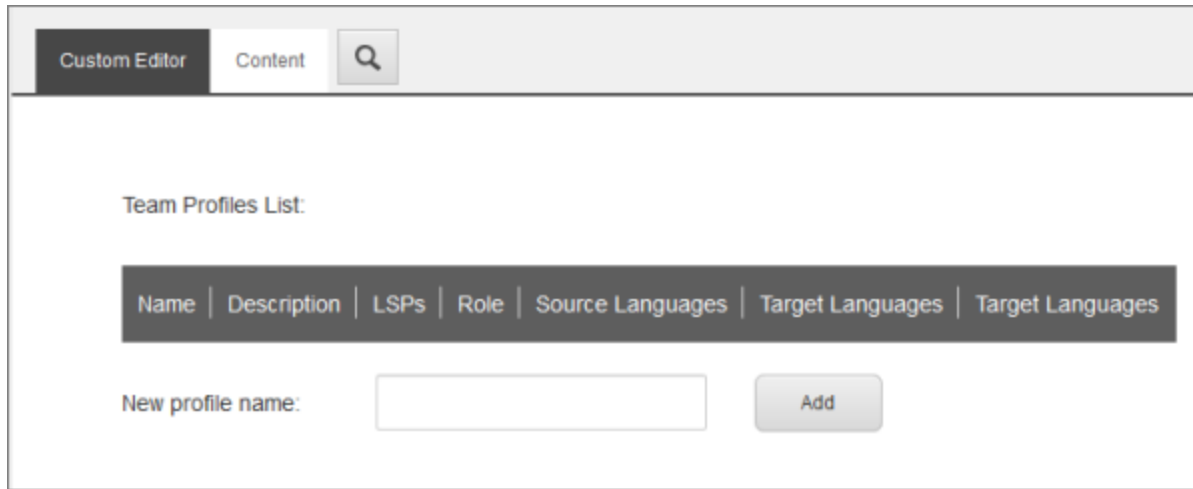 Custom Editor Content
Team Profiles List:
Name Description LSPs Role Source Languages Target Languages Target Languages
New profile name: Add